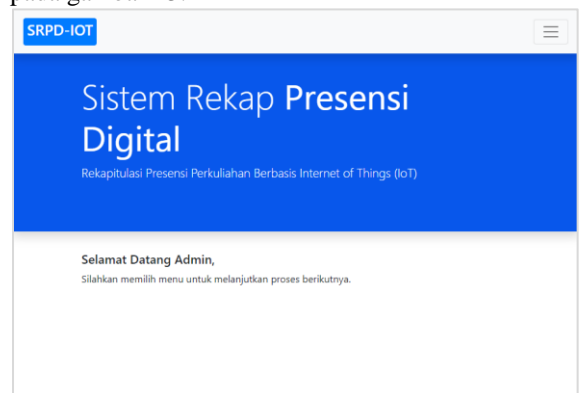 SRPD-IOT
Sistem Rekap Presensi
Digital
Rekapitulasi Presensi Perkuliahan Berbasis Internet of Things (IoT)
Selamat Datang Admin,
Silahkan memilih menu untuk melanjutkan proses berikutnya.